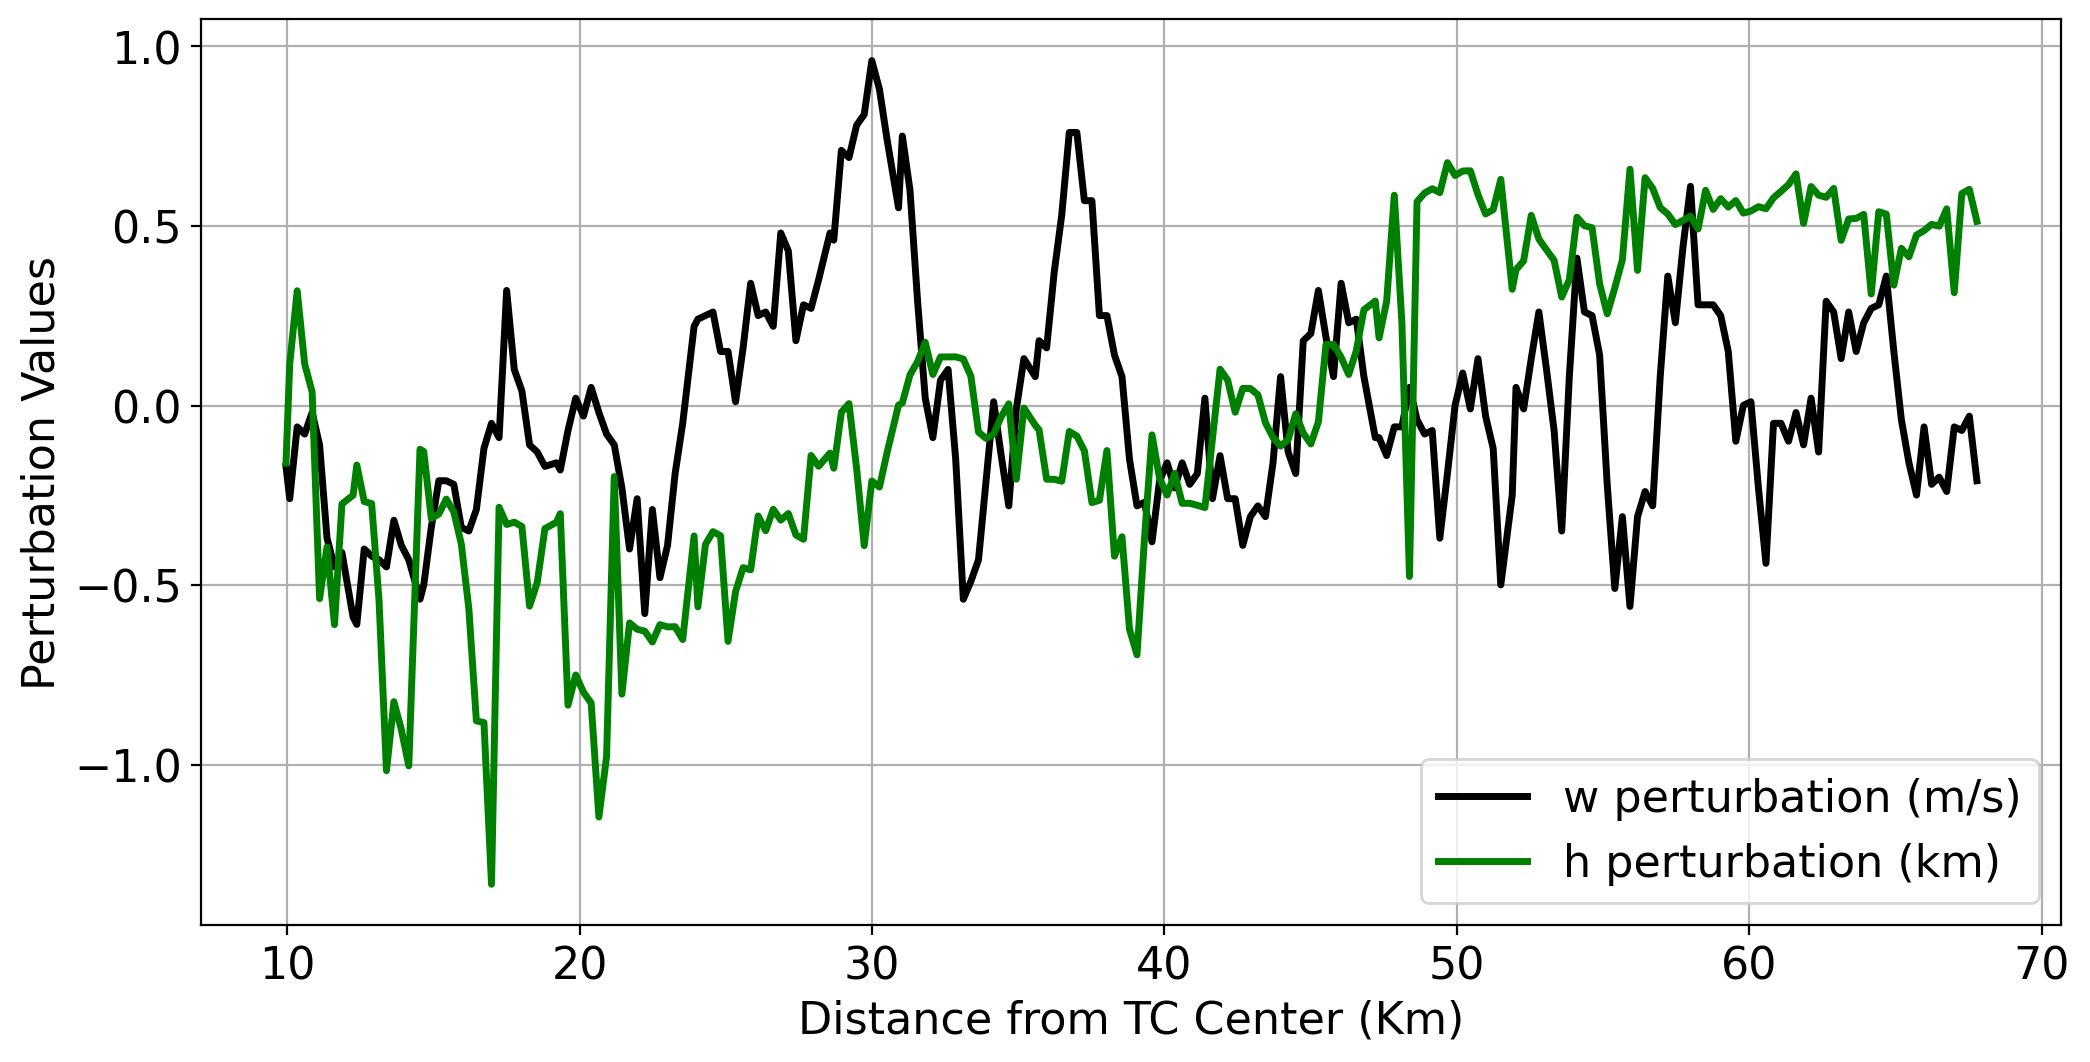 1.0
0.5
0.0
−0.5
−1.0
Perturbation Values
w perturbation (m/s)
h perturbation (km)
10 20 30 40 50 60 70
Distance from TC Center (Km)